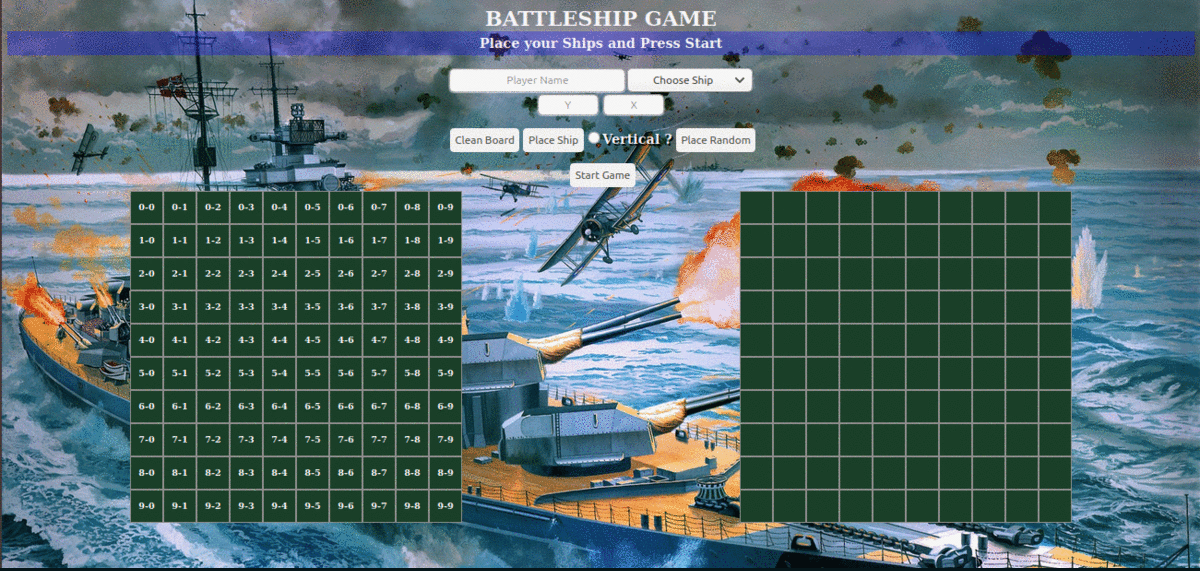 BATTLESHIP GAME
Place your Ships and Press Start
Player Name Choose Ship
Y X
Clean Board Place Ship Vertical ? Place Random
Start Game
0-0 0-1 0-2 0-3 0-4 0-5 0-6 0-7 0-8 0-9
1-0 1-1 1-2 1-3 1-4 1-5 1-6 1-7 1-8 1-9
2-0 2-1 2-2 2-3 2-4 2-5 2-6 2-7 2-8 2-9
3-0 3-1 3-2 3-3 3-4 3-5 3-6 3-7 3-8 3-9
4-0 4-1 4-2 4-3 4-4 4-5 4-6 4-7 4-8 4-9
5-0 5-1 5-2 5-3 5-4 5-5 5-6 5-7 5-8 5-9
6-0 6-1 6-2 6-3 6-4 6-5 6-6 6-7 6-8 6-9
7-0 7-1 7-2 7-3 7-4 7-5 7-6 7-7 7-8 7-9
8-0 8-1 8-2 8-3 8-4 8-5 8-6 8-7 8-8 8-9
9-0 9-1 9-2 9-3 9-4 9-5 9-6 9-7 9-8 9-9